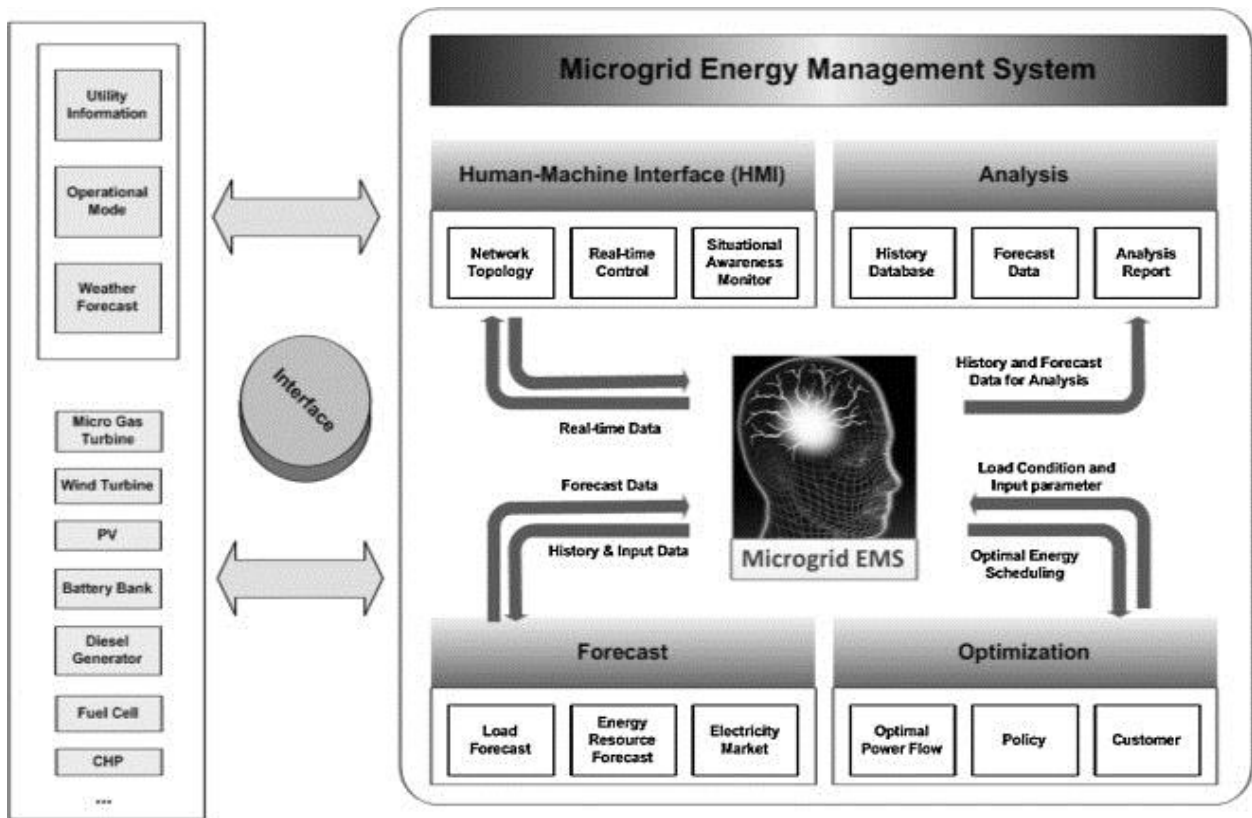 Utility
Information
Operational
Mode
Weather
Forecast
Micro Gas
Turbine
Wind Turbine
PV
Battery Bank
Diesel
Generator
Fuel Cell
CHP
...
Interface
Microgrid Energy Management System
Human-Machine Interface (HMI)
Network
Topology
Real-time
Control
Situational
Awareness
Monitor
Analysis
History
Database
Forecast
Data
Analysis
Report
Real-time Data
History and Forecast
Data for Analysis
Forecast Data
History & Input Data
Microgrid EMS
Load Condition and
Input parameter
Optimal Energy
Scheduling
Forecast
Load
Forecast
Energy
Resource
Forecast
Electricity
Market
Optimization
Optimal
Power Flow
Policy
Customer